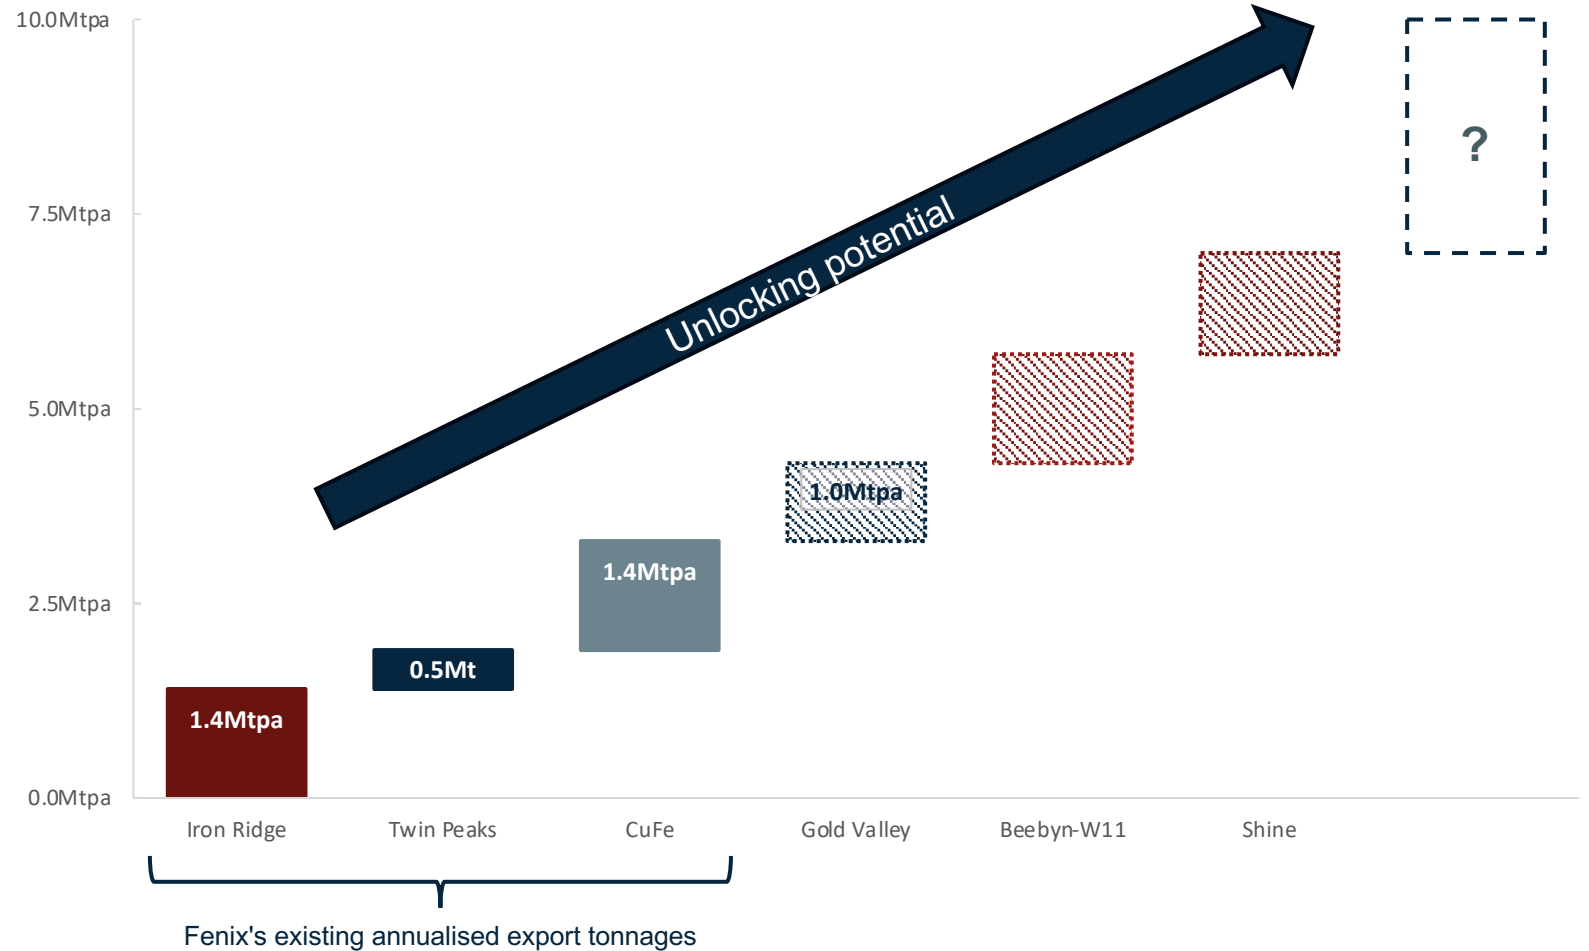 10.0Mtpa
7.5Mtpa
5.0Mtpa
2.5Mtpa
0.0Mtpa
Unlocking potential
?
1.4Mtpa
0.5Mt
1.4Mtpa
1.0Mtpa
Iron Ridge
Twin Peaks
CuFe
Gold Valley
Beebyn-W11
Shine
Fenix's existing annualised export tonnages